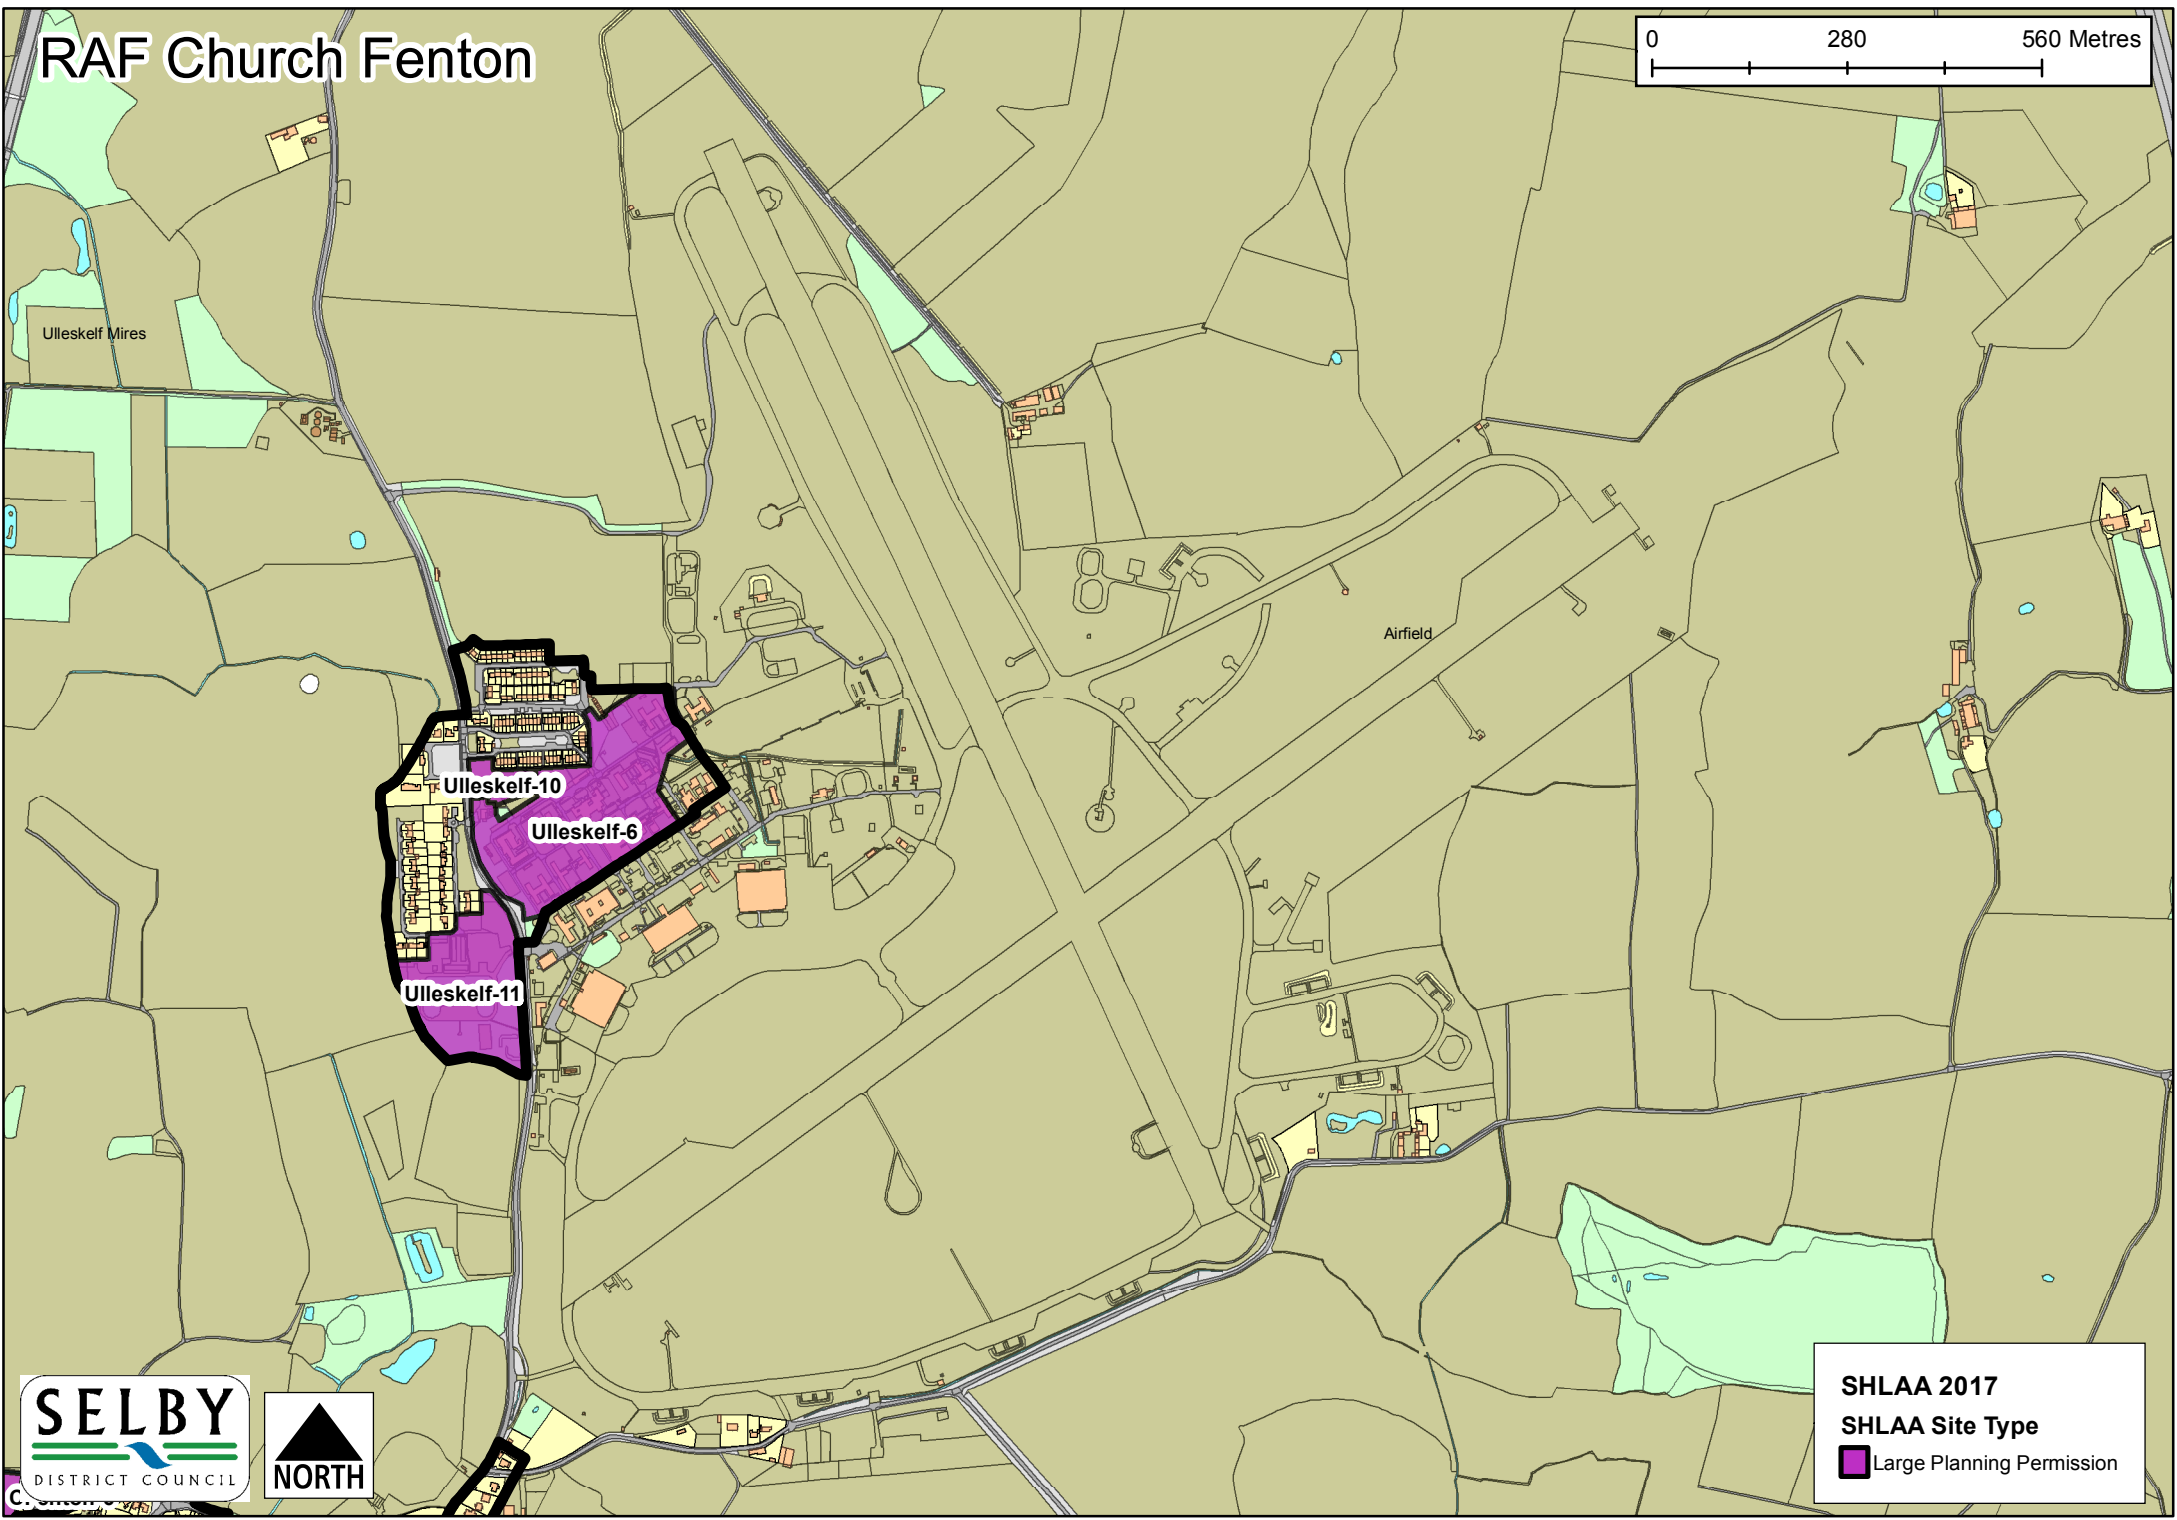 RAF Church Fenton
0 280 560 Metres
Ulleskelf Mires
Airfield
Ulleskelf-10
Ulleskelf-6
Ulleskelf-11
SELBY
DISTRICT COUNCIL
NORTH
SHLAA 2017
SHLAA Site Type
Large Planning Permission